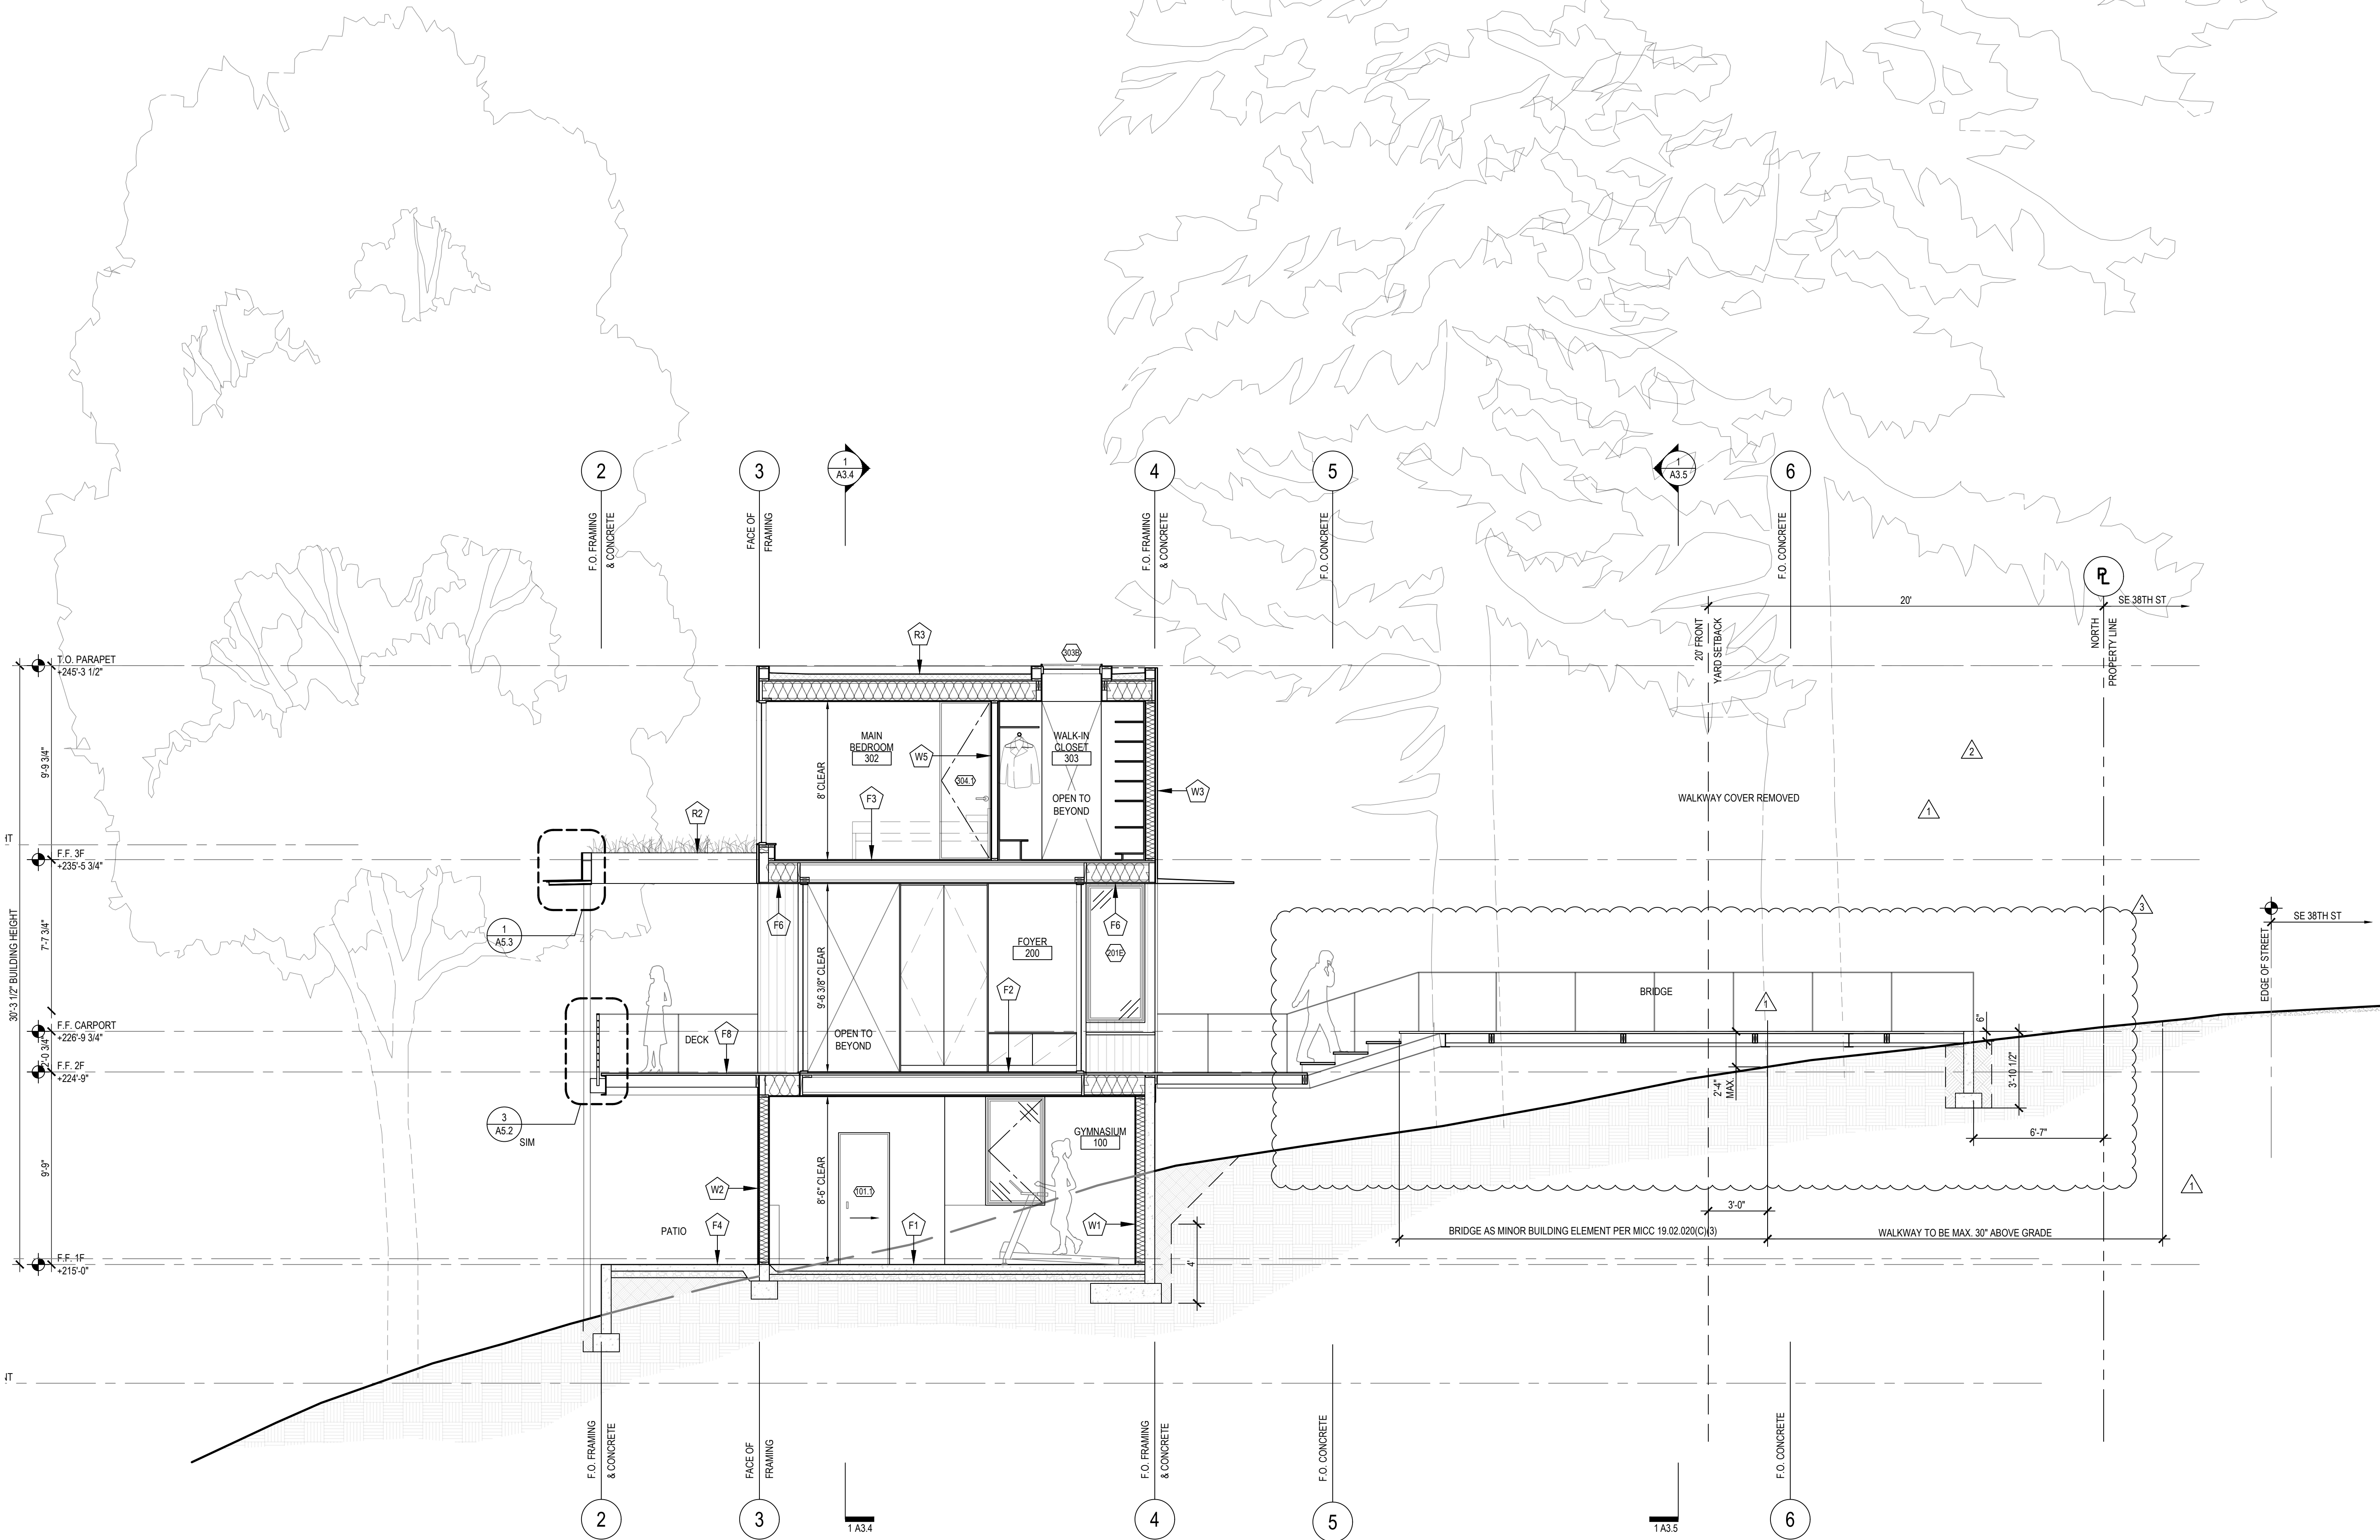 2
3
1
A3.4
4
5
1
A3.5
6
F.O. FRAMING
& CONCRETE
FACE OF
FRAMING
F.O. FRAMING
& CONCRETE
F.O. CONCRETE
F.O. CONCRETE
PL
20'
SE 38TH ST
20' FRONT
YARD SETBACK
NORTH
PROPERTY LINE
T.O. PARAPET
+245'-3 1/2"
R3
303B
9'-9 3/4"
MAIN
BEDROOM
302
W5
304.1
WALK-IN
CLOSET
303
OPEN TO
BEYOND
8' CLEAR
F3
W3
R2
2
WALKWAY COVER REMOVED
1
F.F. 3F
+235'-5 3/4"
30'-3 1/2" BUILDING HEIGHT
7'-7 3/4"
1
A5.3
F6
F6
9'-6 3/8" CLEAR
FOYER
200
201E
F2
3
SE 38TH ST
EDGE OF STREET
BRIDGE
1
F.F. CARPORT
+226'-9 3/4"
2'-0 3/4"
DECK
F8
OPEN TO
BEYOND
6"
F.F. 2F
+224'-9"
2'-4"
MAX.
3'-10 1/2"
3
A5.2
SIM
GYMNASIUM
100
6'-7"
9'-9"
8'-6" CLEAR
W2
101.1
1
PATIO
F4
F1
W1
3'-0"
BRIDGE AS MINOR BUILDING ELEMENT PER MICC 19.02.020(C)(3)
WALKWAY TO BE MAX. 30" ABOVE GRADE
F.F. 1F
+215'-0"
4'
F.O. FRAMING
& CONCRETE
FACE OF
FRAMING
F.O. FRAMING
& CONCRETE
F.O. CONCRETE
F.O. CONCRETE
2
3
1 A3.4
4
5
1 A3.5
6